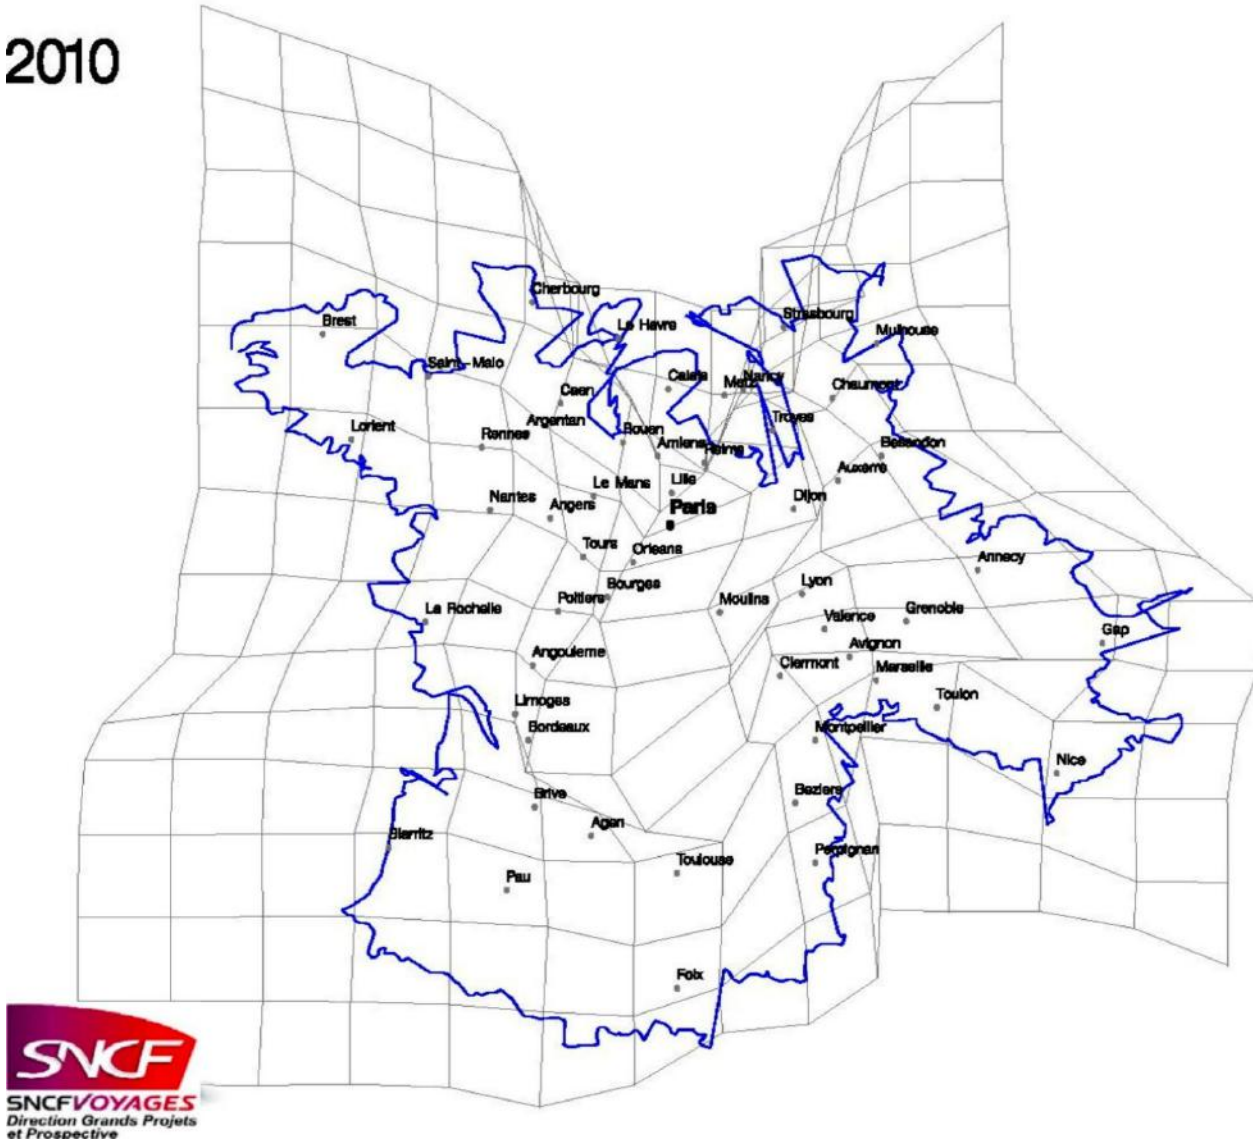 2010
Cherbourg
Brest
Le Havre
Strasbourg
Mulhouse
Saint-Malo
Caen
Calais
Metz
Nancy
Chaumont
Lorient
Rennes
Argentan
Rouen
Amiens
Reims
Troyes
Besandon
Auxerre
Nantes
Angers
Le Mans
Lille
Paris
Dijon
Tours
Orleans
Annecy
La Rochelle
Poitiers
Bourges
Moulins
Lyon
Valence
Grenoble
Gap
Angouleme
Clermont
Avignon
Marseille
Toulon
Limoges
Bordeaux
Montpellier
Nice
Brive
Agen
Beziers
Biarritz
Pau
Toulouse
Perpignan
Foix
SNCF
SNCFVOYAGES
Direction Grands Projets
et Prospective